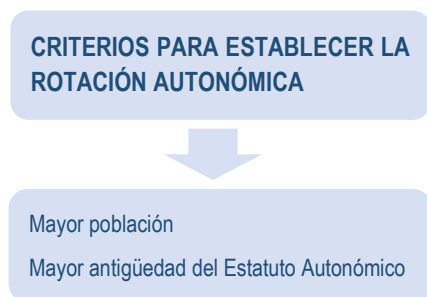 CRITERIOS PARA ESTABLECER LA
ROTACIÓN AUTONÓMICA
Mayor población
Mayor antigüedad del Estatuto Autonómico